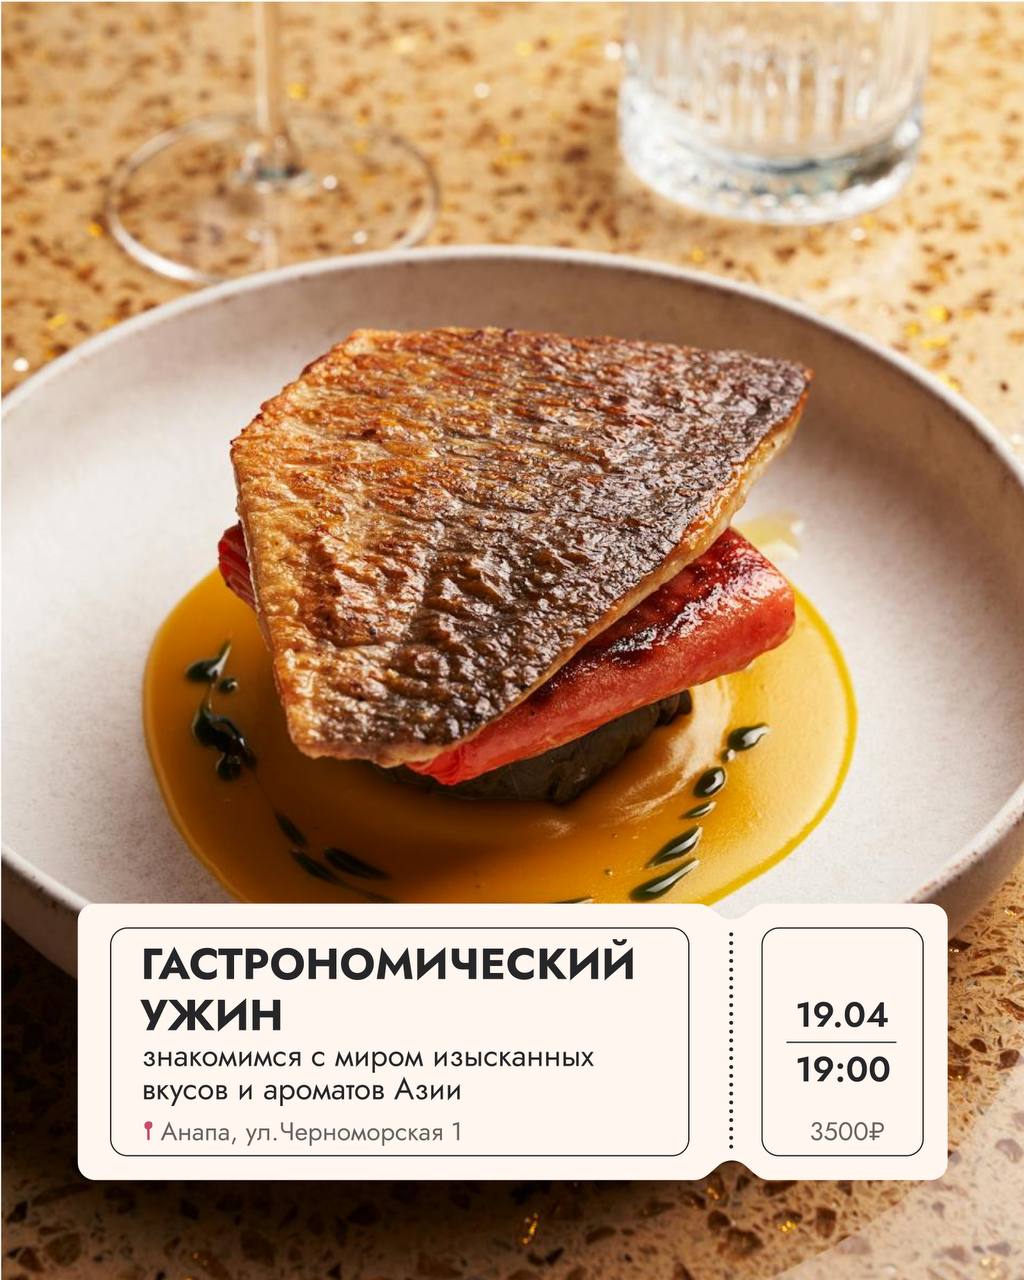 ГАСТРОНОМИЧЕСКИЙ
УЖИН
знакомимся с миром изысканных
вкусов и ароматов Азии
Анапа, ул.Черноморская 1
19.04
19:00
3500₽